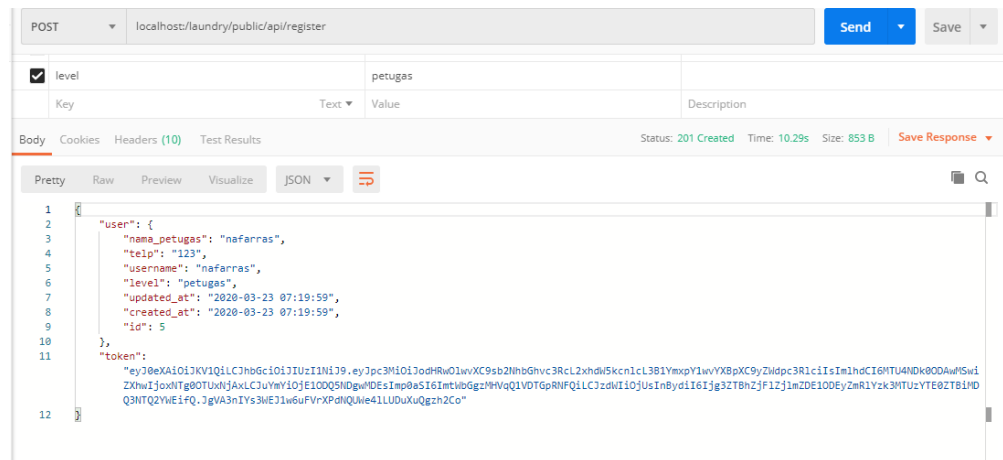 POST localhost:/laundry/public/api/register Send Save
level petugas
Key Text Value Description
Body Cookies Headers (10) Test Results Status: 201 Created Time: 10.29s Size: 853 B Save Response
Pretty Raw Preview Visualize JSON
1 {
2 "user": {
3 "nama_petugas": "nafarras",
4 "telp": "123",
5 "username": "nafarras",
6 "level": "petugas",
7 "updated_at": "2020-03-23 07:19:59",
8 "created_at": "2020-03-23 07:19:59",
9 "id": 5
10 },
11 "token":
12 }